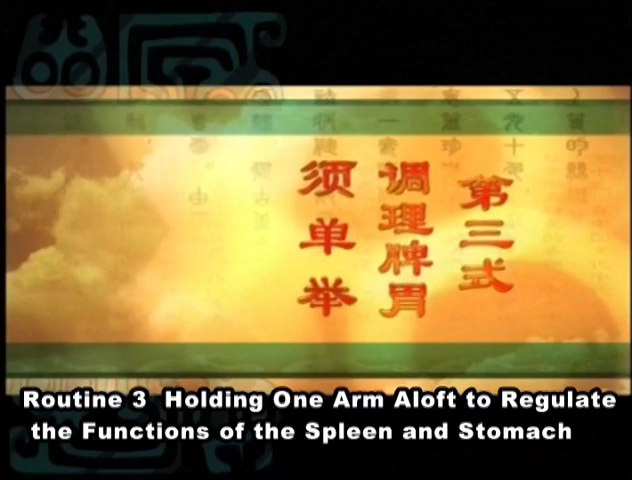 第三式
调理牌胃
须单举
Routine 3 Holding One Arm Aloft to Regulate
the Functions of the Spleen and Stomach